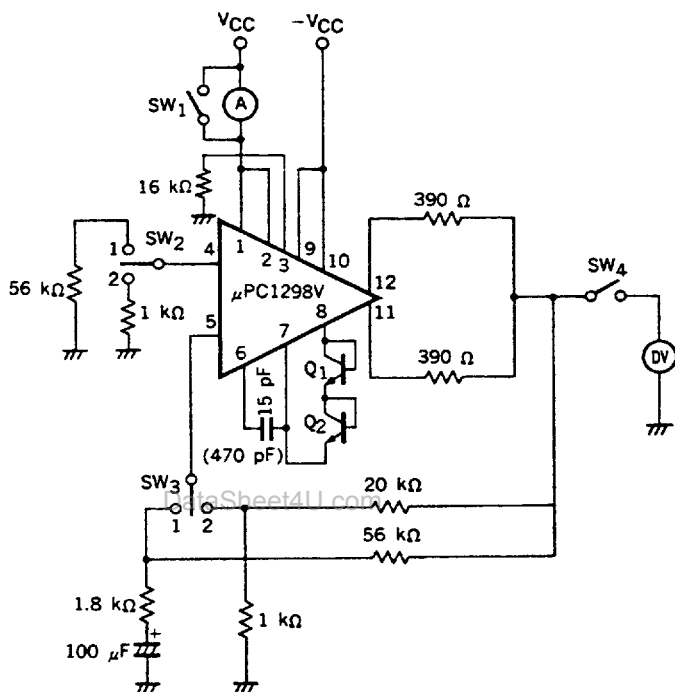 VCC
-VCC
SW1
A
16 kΩ
390 Ω
1
2
3
9
10
SW2
1
4
12
SW4
μPC1298V
56 kΩ
2
1 kΩ
5
11
8
6
7
390 Ω
DV
15 pF
Q1
(470 pF)
Q2
SW3
20 kΩ
DataSheet4U.com
1
2
56 kΩ
1.8 kΩ
+
1 kΩ
100 μF